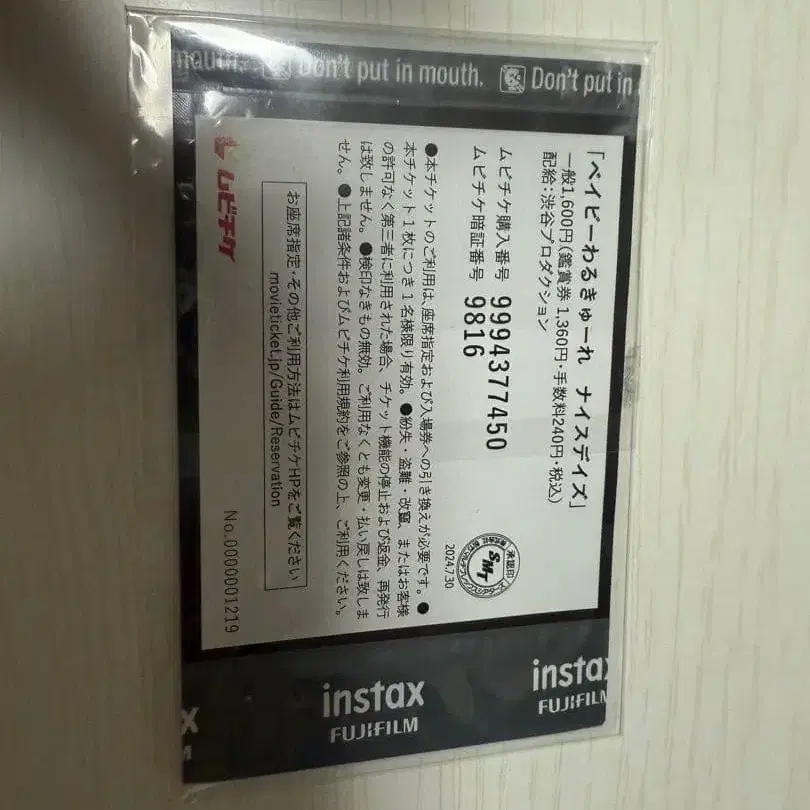 mouth.
Don't put in mouth.
Don't put in
「ベイビーわるきゅーれ ナイスデイズ」
一般1,600円(鑑賞券 1,360円・手数料240円・税込)
配給:渋谷プロダクション
ムビチケ購入番号 9994377450
ムビチケ暗証番号 9816
承認印
SMT
2024.7.30
●本チケットのご利用は、座席指定および入場券への引き換えが必要です。●
本チケット1枚につき1名様限り有効。●紛失・盗難・改竄、またはお客様
の許可なく第三者に利用された場合、チケット機能の停止および返金、再発行
は致しません。●検印なきもの無効。ご利用なくとも変更・払い戻しは致しま
せん。●上記諸条件およびムビチケ利用規約をご参照の上、ご利用ください。
お座席指定・その他ご利用方法はムビチケHPをご覧ください
movieticket.jp/Guide/Reservation
ムビチケ
No.0000001219
instax
FUJIFILM
insta
FUJIFILM